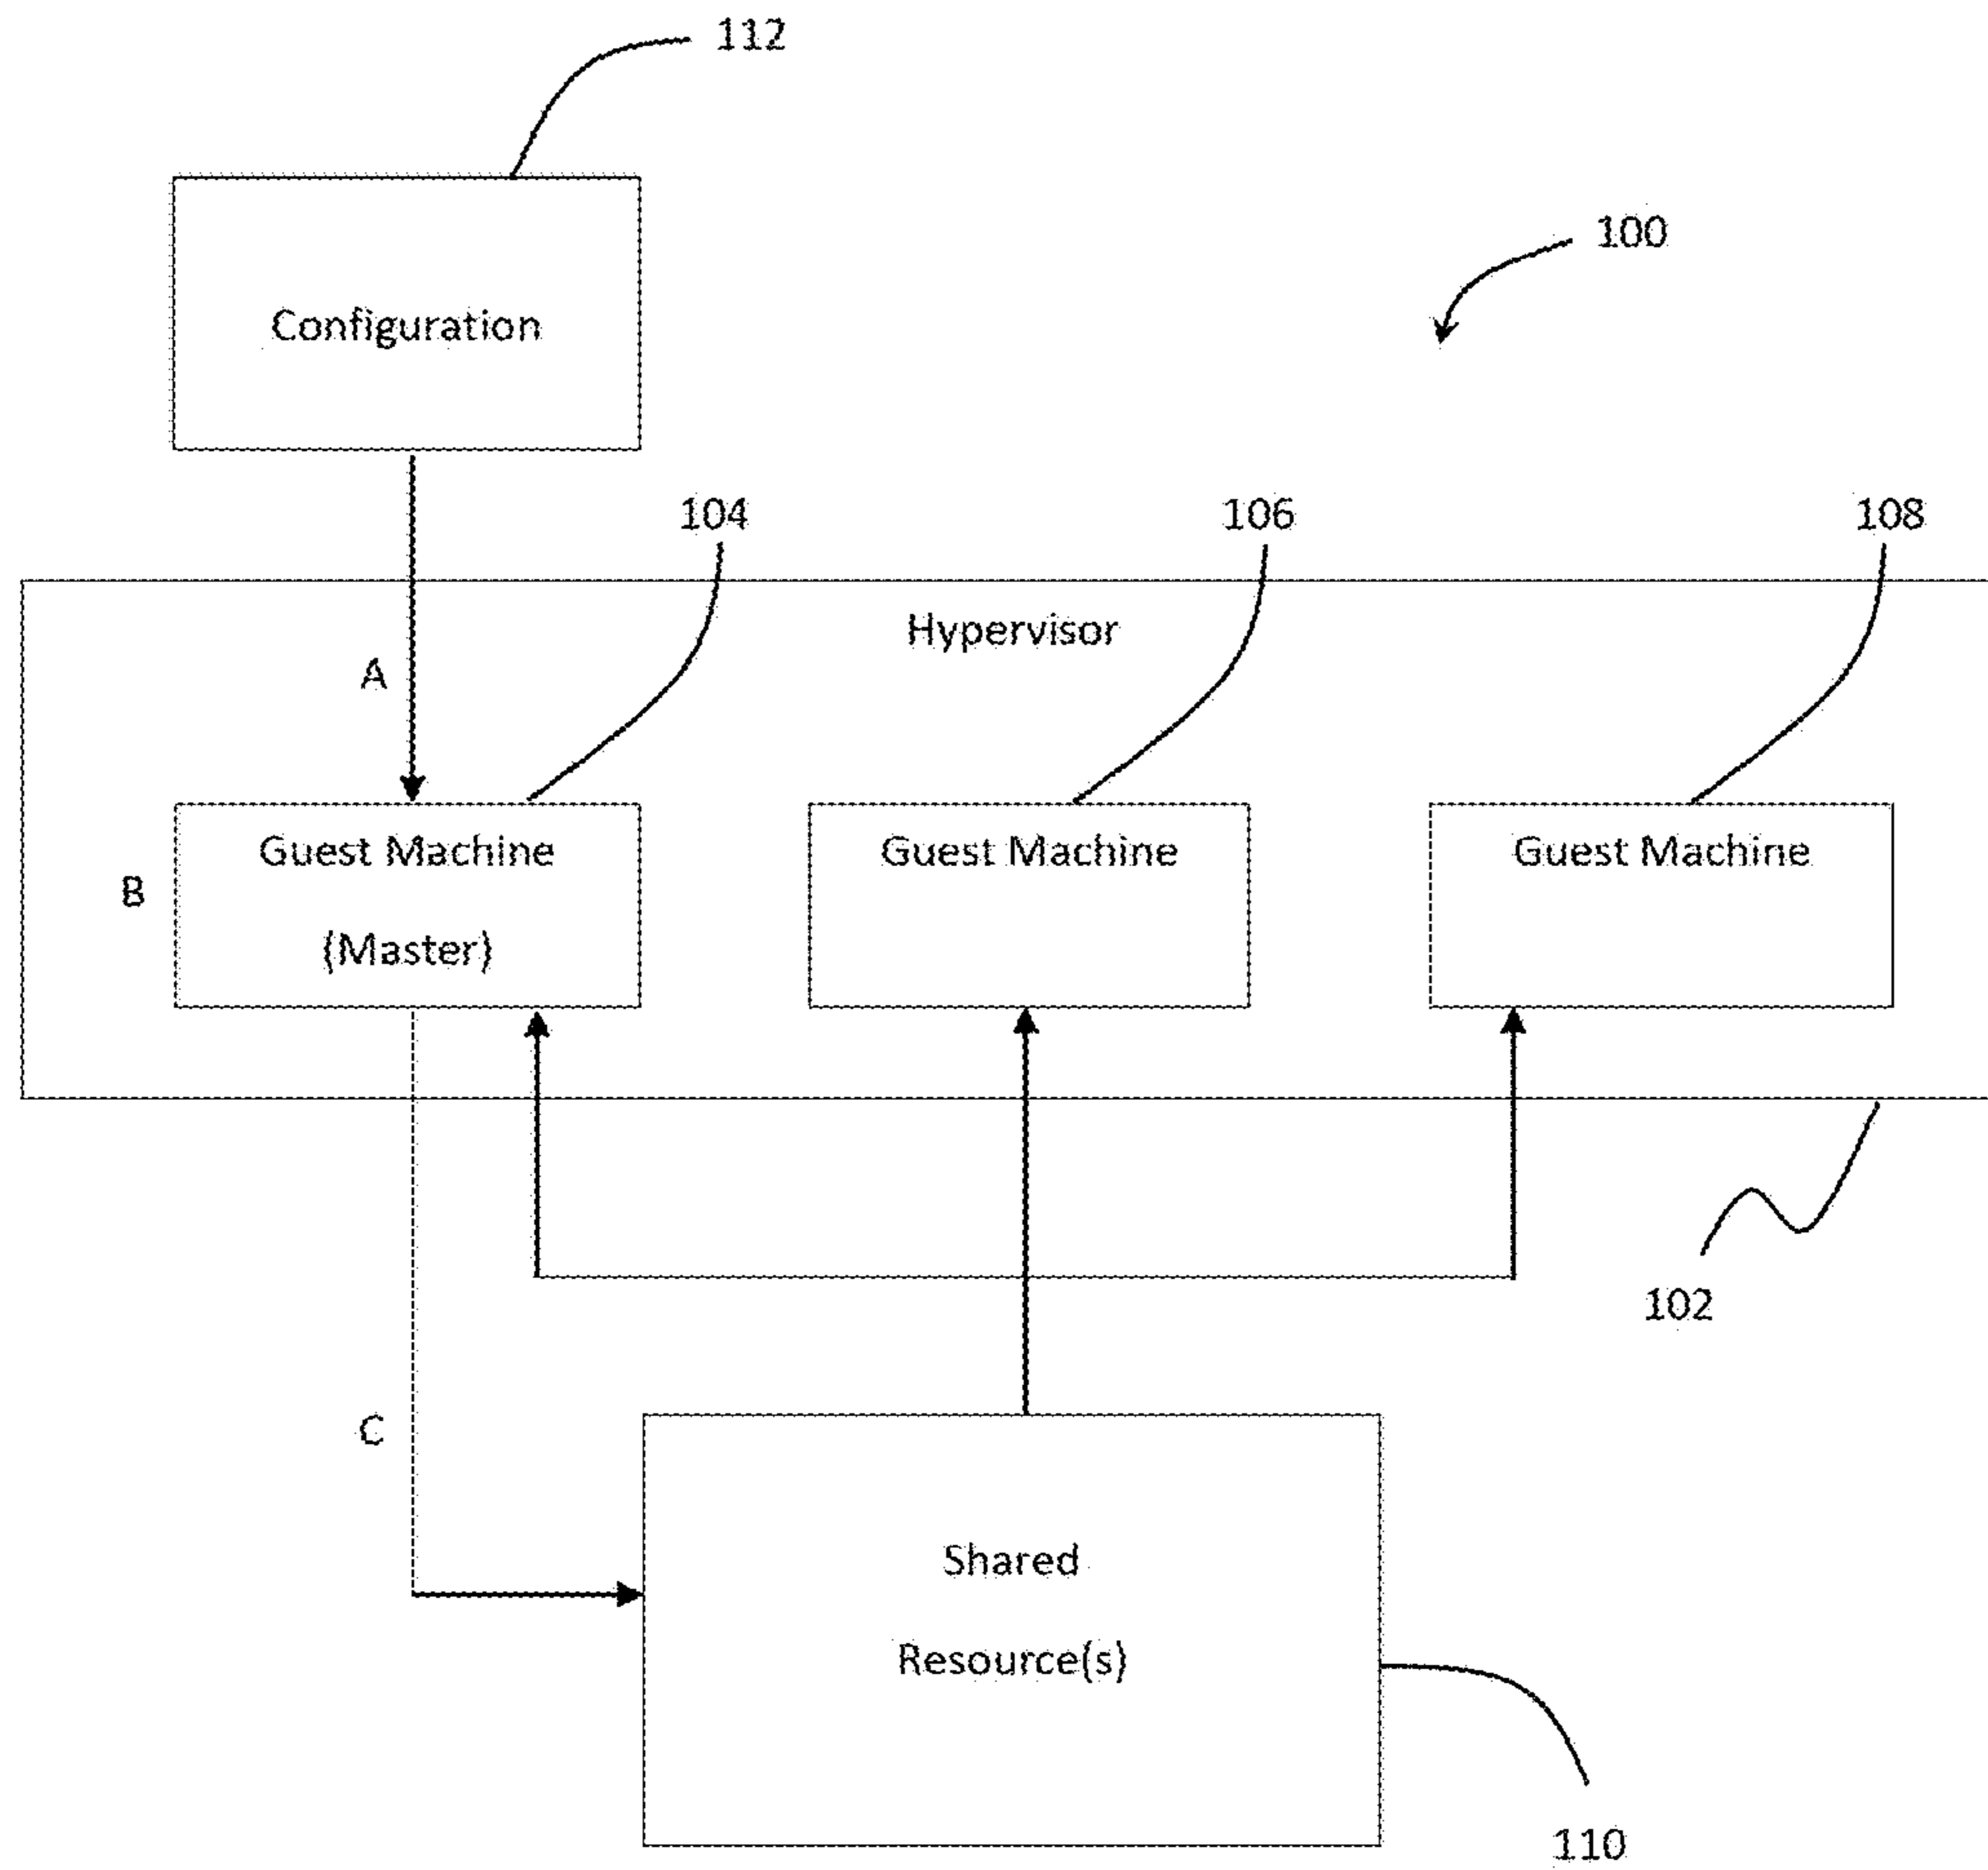 112
100
Configuration
104
106
108
Hypervisor
A
Guest Machine
(Master)
Guest Machine
Guest Machine
B
102
C
Shared
Resource(s)
110